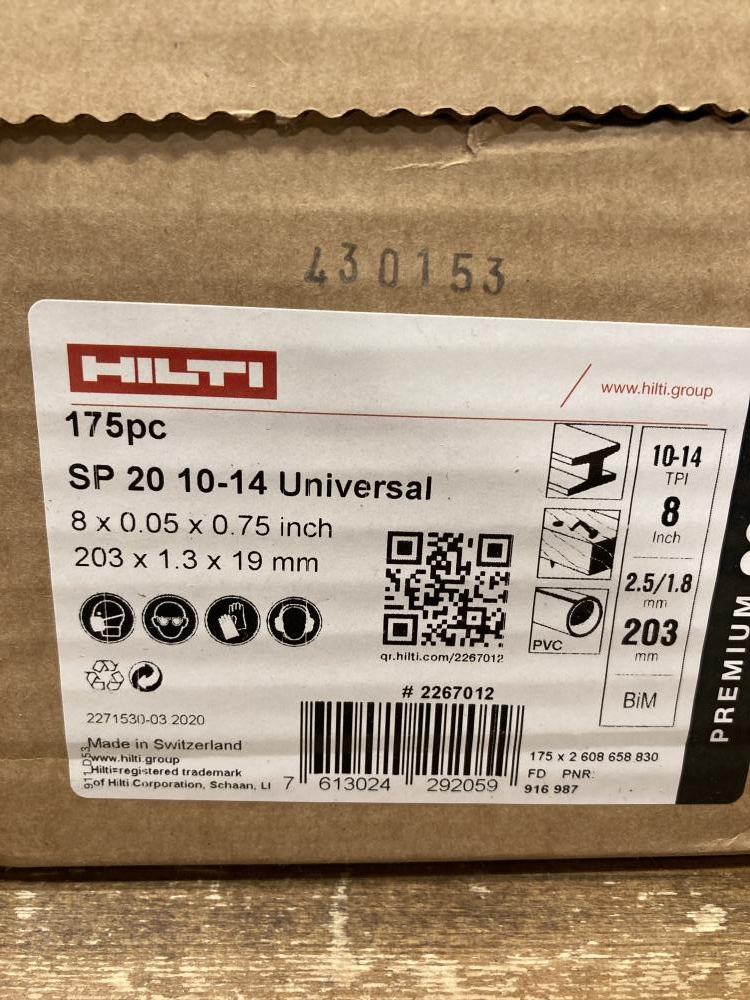 430153
HILTI
www.hilti.group
175pc
SP 20 10-14 Universal
8 x 0.05 x 0.75 inch
203 x 1.3 x 19 mm
qr.hilti.com/2267012
PVC
10-14
TPI
8
Inch
2.5/1.8
mm
203
mm
BiM
PREMIUM
# 2267012
2271530-03.2020
Made in Switzerland
www.hilti.group
Hilti=registered trademark
of Hilti Corporation, Schaan, LI
911_D53
7 613024 292059
175 x 2 608 658 830
FD PNR:
916 987